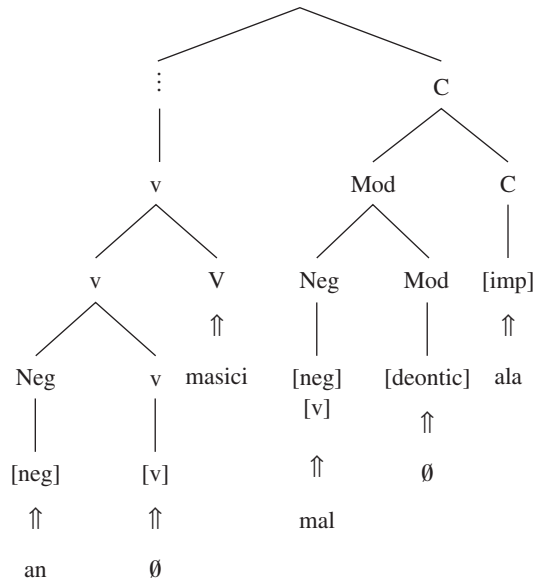 ⋮ C
v Mod C
v V Neg Mod [imp]
⇑ ⇑
Neg v masici [neg] [deontic] ala
[v] ⇑
[neg] [v] ⇑ ∅
⇑ ⇑ mal
an ∅